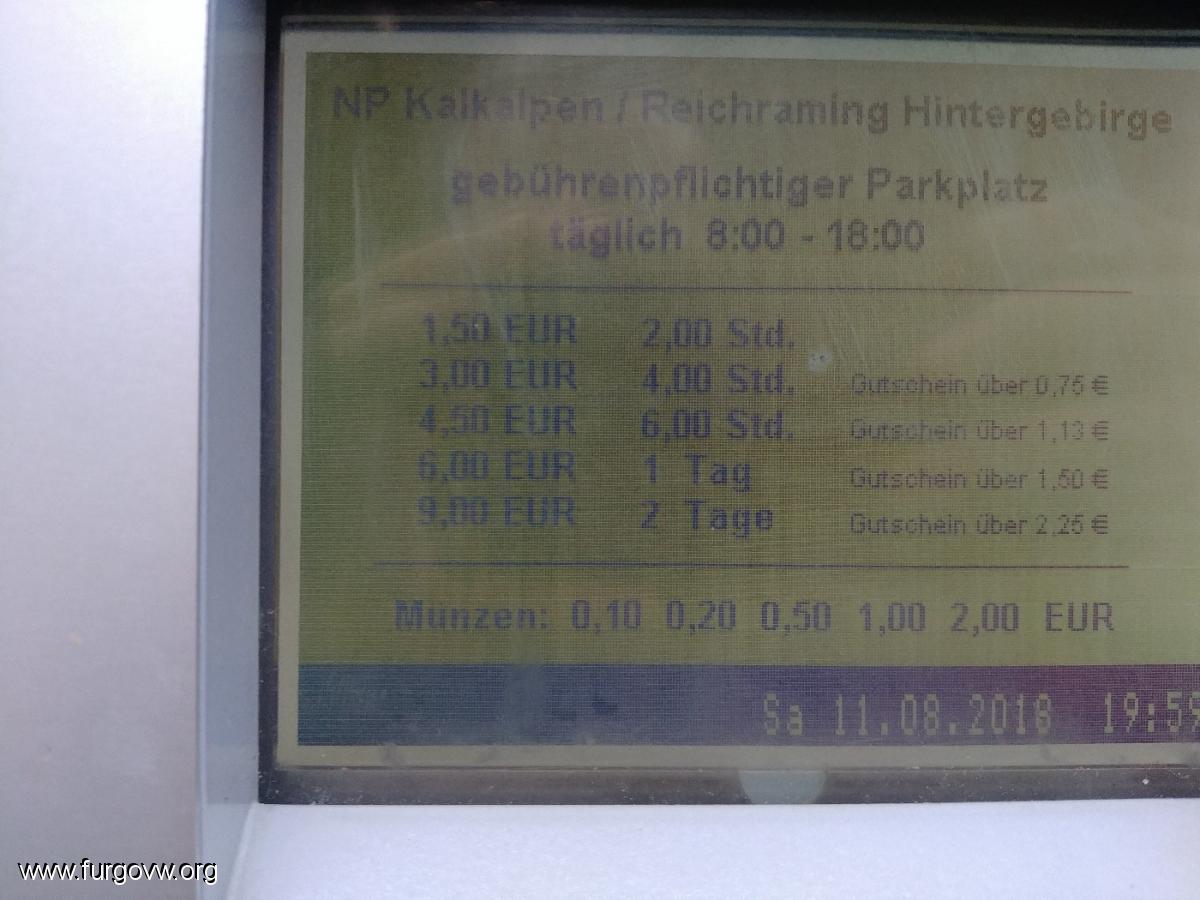 NP Kalkalpen / Reichraming Hintergebirge
gebührenpflichtiger Parkplatz
täglich 8:00 - 18:00
1,50 EUR 2,00 Std.
3,00 EUR 4,00 Std. Gutschein über 0,75 €
4,50 EUR 6,00 Std. Gutschein über 1,13 €
6,00 EUR 1 Tag Gutschein über 1,50 €
9,00 EUR 2 Tage Gutschein über 2,25 €
Münzen: 0,10 0,20 0,50 1,00 2,00 EUR
Sa 11.08.2018 19:59
www.furgovw.org